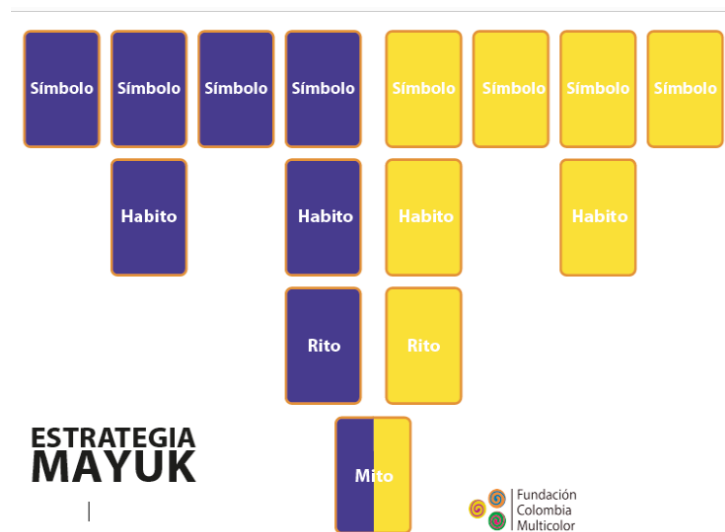 Símbolo Símbolo Símbolo Símbolo Símbolo Símbolo Símbolo Símbolo
Habito Habito Habito Habito
Rito Rito
Mito
ESTRATEGIA
MAYUK
Fundación
Colombia
Multicolor